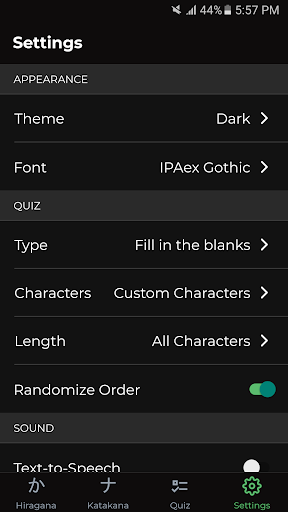 44% 5:57 PM
Settings
APPEARANCE
Theme Dark
Font IPAex Gothic
QUIZ
Type Fill in the blanks
Characters Custom Characters
Length All Characters
Randomize Order
SOUND
Text-to-Speech
か ナ
Hiragana Katakana Quiz Settings